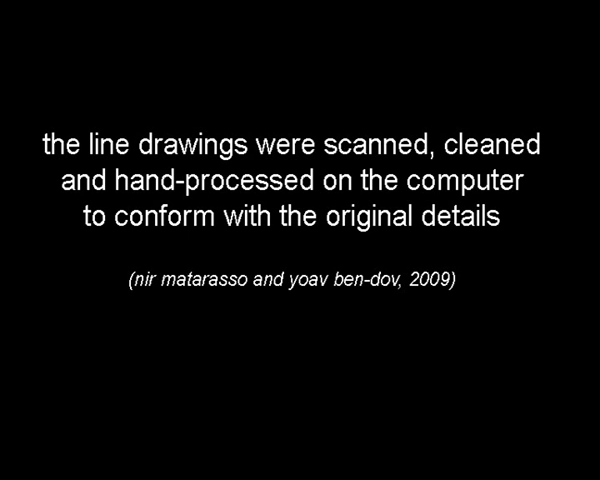 the line drawings were scanned, cleaned
and hand-processed on the computer
to conform with the original details
(nir matarasso and yoav ben-dov, 2009)